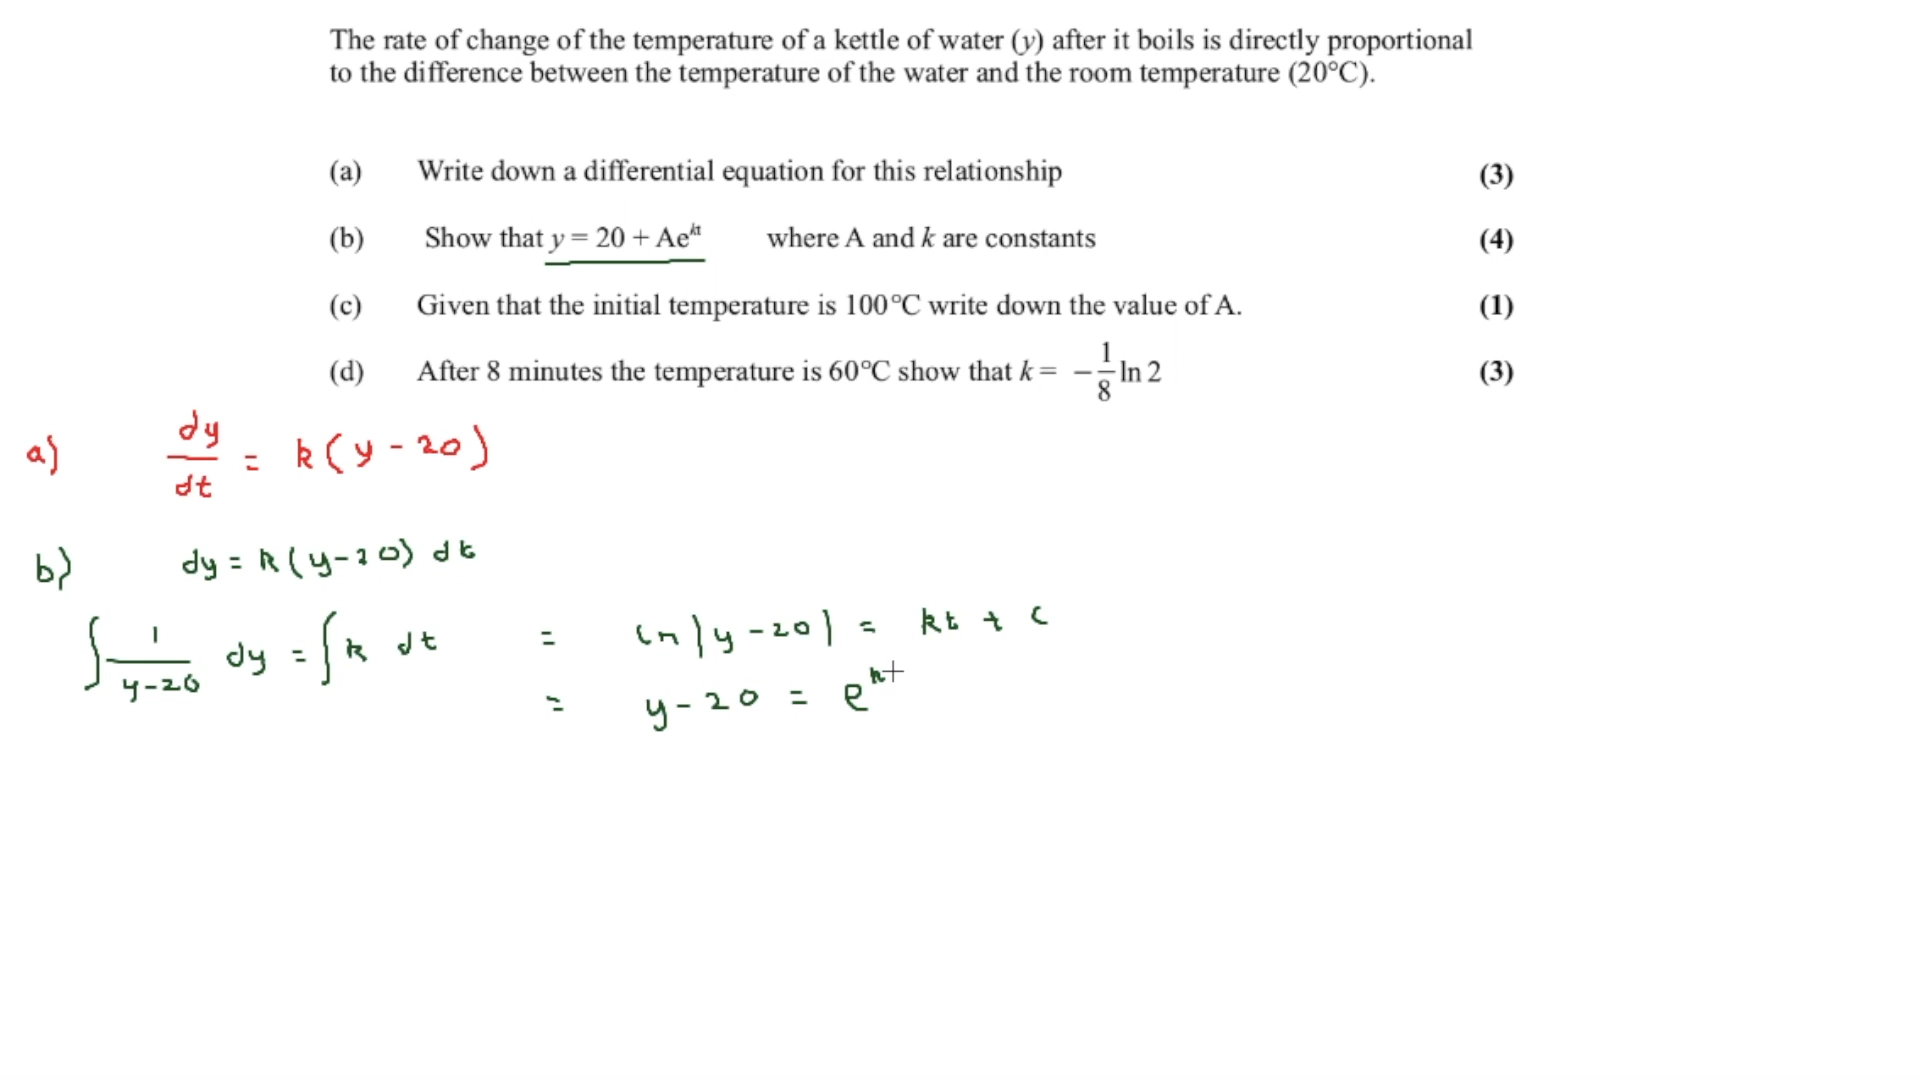 The rate of change of the temperature of a kettle of water (y) after it boils is directly proportional
to the difference between the temperature of the water and the room temperature (20°C).
(a) Write down a differential equation for this relationship (3)
(b) Show that y = 20 + Ae^kt where A and k are constants (4)
(c) Given that the initial temperature is 100°C write down the value of A. (1)
(d) After 8 minutes the temperature is 60°C show that k = -1/8 ln 2 (3)
a) dy/dt = k(y - 20)
b) dy = k(y-20) dt
∫ 1/(y-20) dy = ∫ k dt = ln|y-20| = kt + c
= y - 20 = e^k